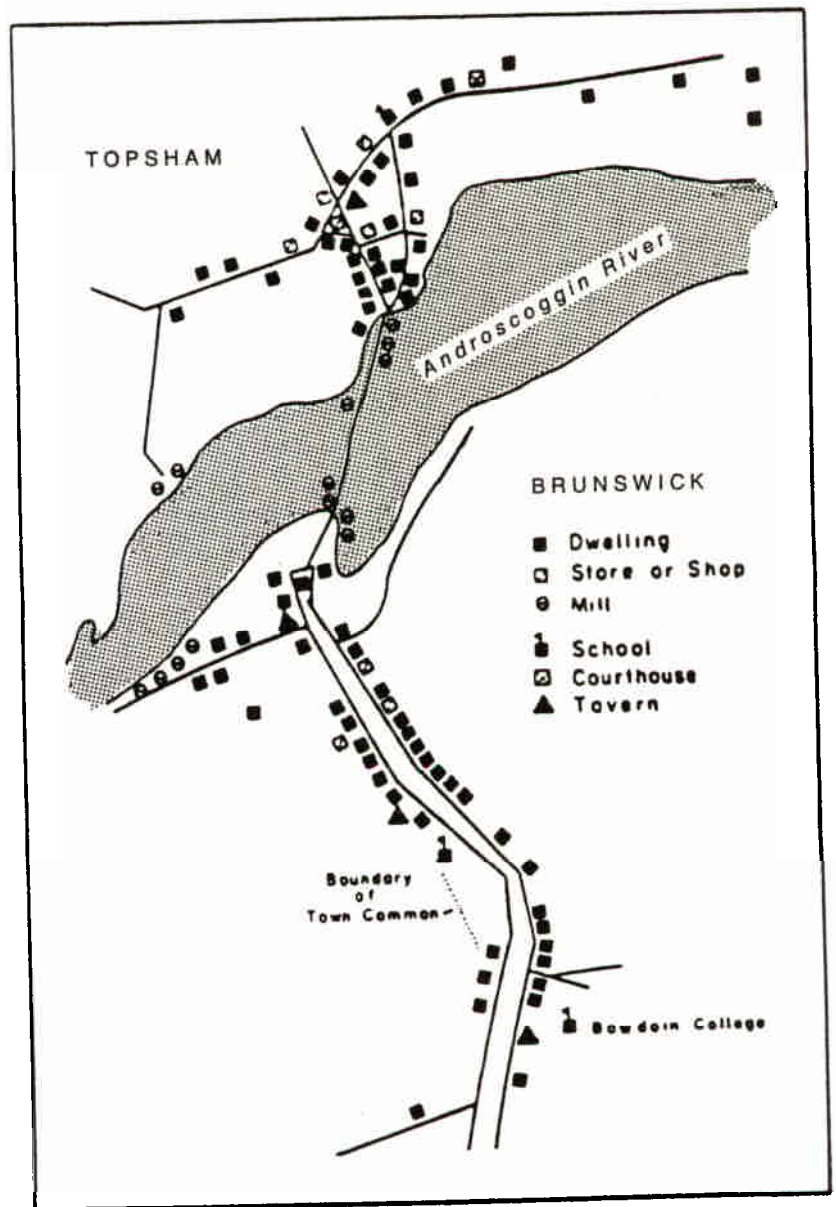 TOPSHAM
Androscoggin River
BRUNSWICK
Dwelling
Store or Shop
Mill
School
Courthouse
Tavern
Boundary
of
Town Common
Bowdoin College